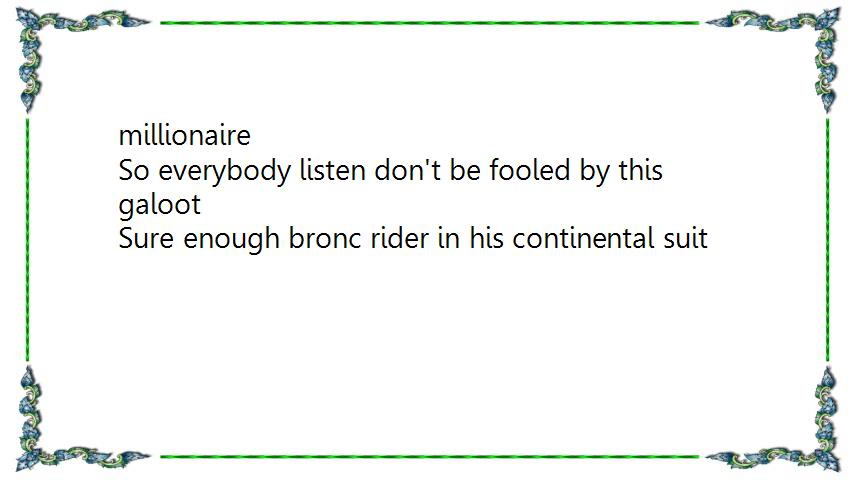 millionaire
So everybody listen don't be fooled by this
galoot
Sure enough bronc rider in his continental suit